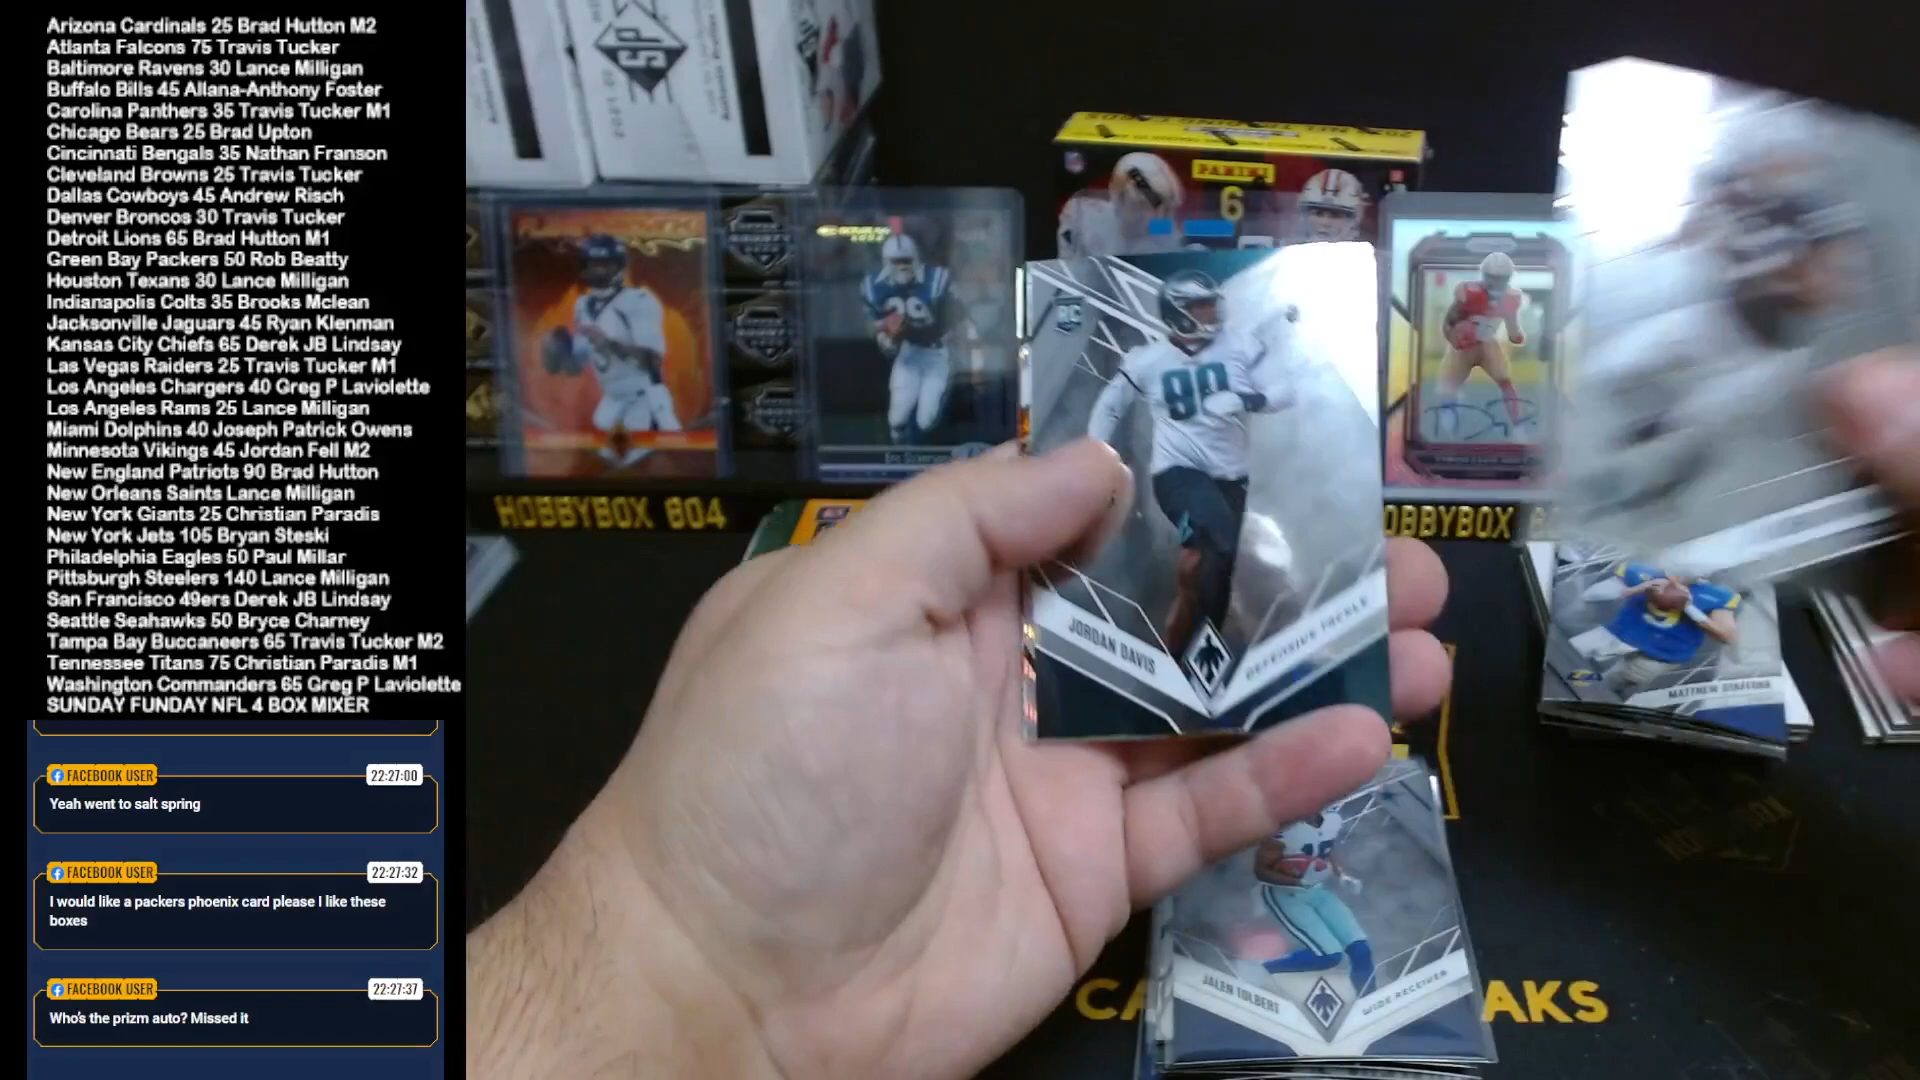 Arizona Cardinals 25 Brad Hutton M2
Atlanta Falcons 75 Travis Tucker
Baltimore Ravens 30 Lance Milligan
Buffalo Bills 45 Allana-Anthony Foster
Carolina Panthers 35 Travis Tucker M1
Chicago Bears 25 Brad Upton
Cincinnati Bengals 35 Nathan Franson
Cleveland Browns 25 Travis Tucker
Dallas Cowboys 45 Andrew Risch
Denver Broncos 30 Travis Tucker
Detroit Lions 65 Brad Hutton M1
Green Bay Packers 50 Rob Beatty
Houston Texans 30 Lance Milligan
Indianapolis Colts 35 Brooks Mclean
Jacksonville Jaguars 45 Ryan Klenman
Kansas City Chiefs 65 Derek JB Lindsay
Las Vegas Raiders 25 Travis Tucker M1
Los Angeles Chargers 40 Greg P Laviolette
Los Angeles Rams 25 Lance Milligan
Miami Dolphins 40 Joseph Patrick Owens
Minnesota Vikings 45 Jordan Fell M2
New England Patriots 90 Brad Hutton
New Orleans Saints Lance Milligan
New York Giants 25 Christian Paradis
New York Jets 105 Bryan Steski
Philadelphia Eagles 50 Paul Millar
Pittsburgh Steelers 140 Lance Milligan
San Francisco 49ers Derek JB Lindsay
Seattle Seahawks 50 Bryce Charney
Tampa Bay Buccaneers 65 Travis Tucker M2
Tennessee Titans 75 Christian Paradis M1
Washington Commanders 65 Greg P Laviolette
SUNDAY FUNDAY NFL 4 BOX MIXER
FACEBOOK USER 22:27:00
Yeah went to salt spring
FACEBOOK USER 22:27:32
I would like a packers phoenix card please I like these
boxes
FACEBOOK USER 22:27:37
Who's the prizm auto? Missed it
SP
PANINI
6
HOBBYBOX 604
OBBYBOX
RC
90
JORDAN DAVIS
DEFENSIVE TACKLE
MATTHEW STAFFORD
JALEN TOLBERT
WIDE RECEIVER
CA
AKS